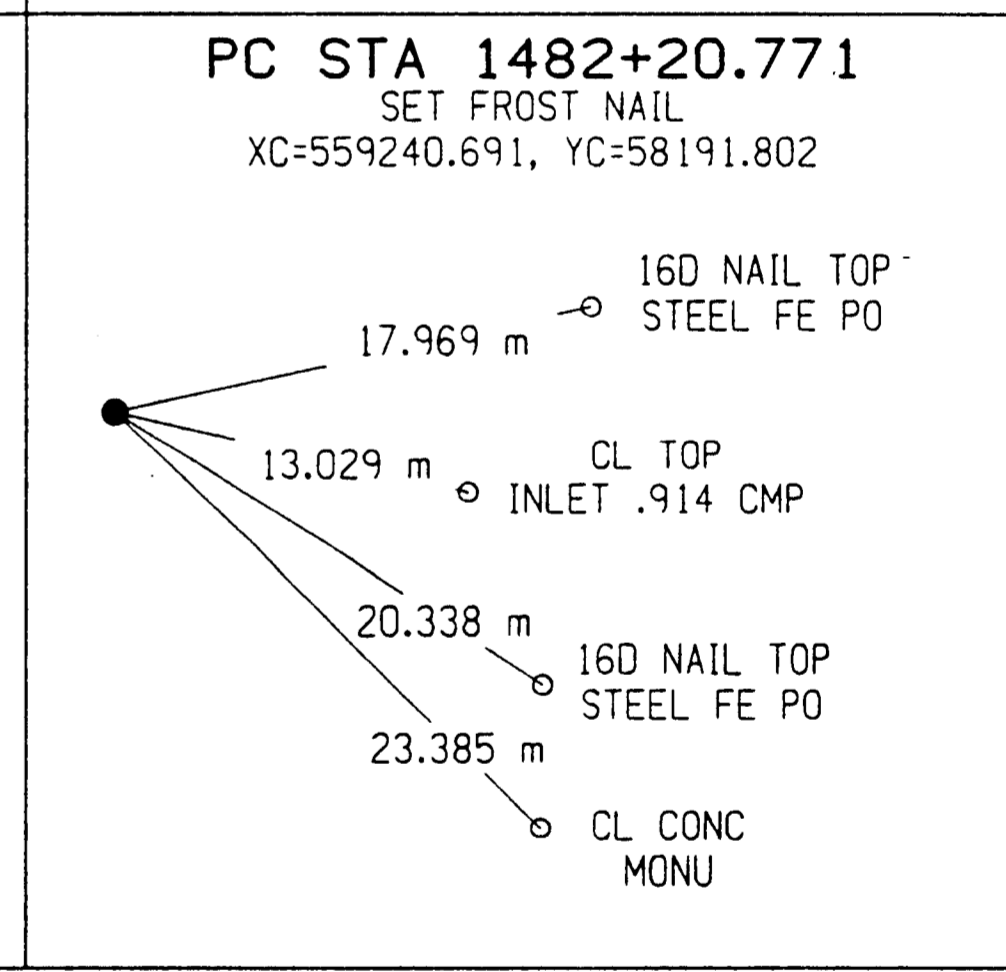 PC STA 1482+20.771
SET FROST NAIL
XC=559240.691, YC=58191.802
16D NAIL TOP
STEEL FE PO
17.969 m
CL TOP
INLET .914 CMP
13.029 m
20.338 m
16D NAIL TOP
STEEL FE PO
23.385 m
CL CONC
MONU